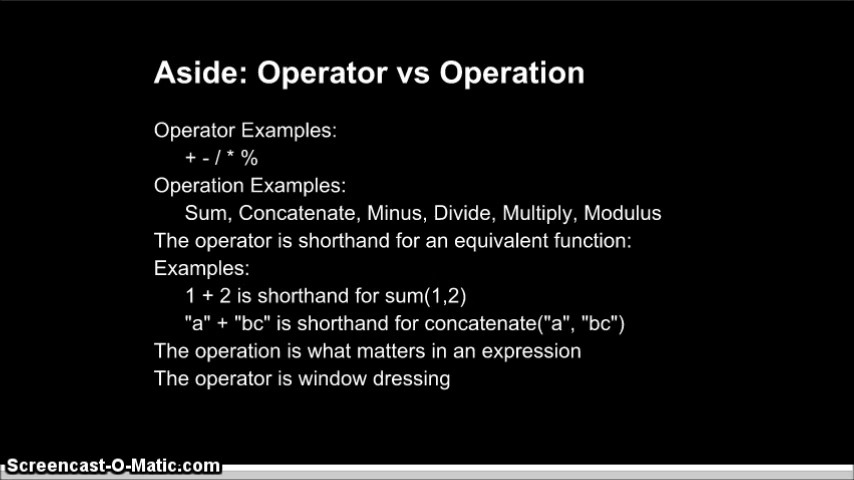 Aside: Operator vs Operation
Operator Examples:
+ - / * %
Operation Examples:
Sum, Concatenate, Minus, Divide, Multiply, Modulus
The operator is shorthand for an equivalent function:
Examples:
1 + 2 is shorthand for sum(1,2)
"a" + "bc" is shorthand for concatenate("a", "bc")
The operation is what matters in an expression
The operator is window dressing
Screencast-O-Matic.com